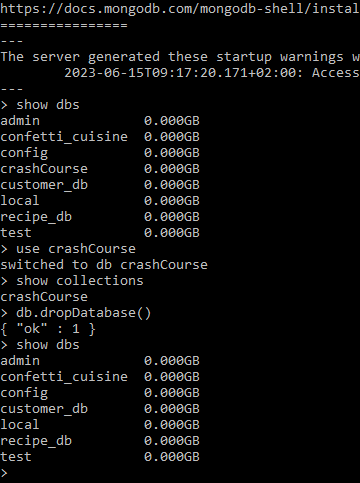 https://docs.mongodb.com/mongodb-shell/instal
================
---
The server generated these startup warnings w
        2023-06-15T09:17:20.171+02:00: Access
---
> show dbs
admin             0.000GB
confetti_cuisine  0.000GB
config            0.000GB
crashCourse       0.000GB
customer_db       0.000GB
local             0.000GB
recipe_db         0.000GB
test              0.000GB
> use crashCourse
switched to db crashCourse
> show collections
crashCourse
> db.dropDatabase()
{ "ok" : 1 }
> show dbs
admin             0.000GB
confetti_cuisine  0.000GB
config            0.000GB
customer_db       0.000GB
local             0.000GB
recipe_db         0.000GB
test              0.000GB
>